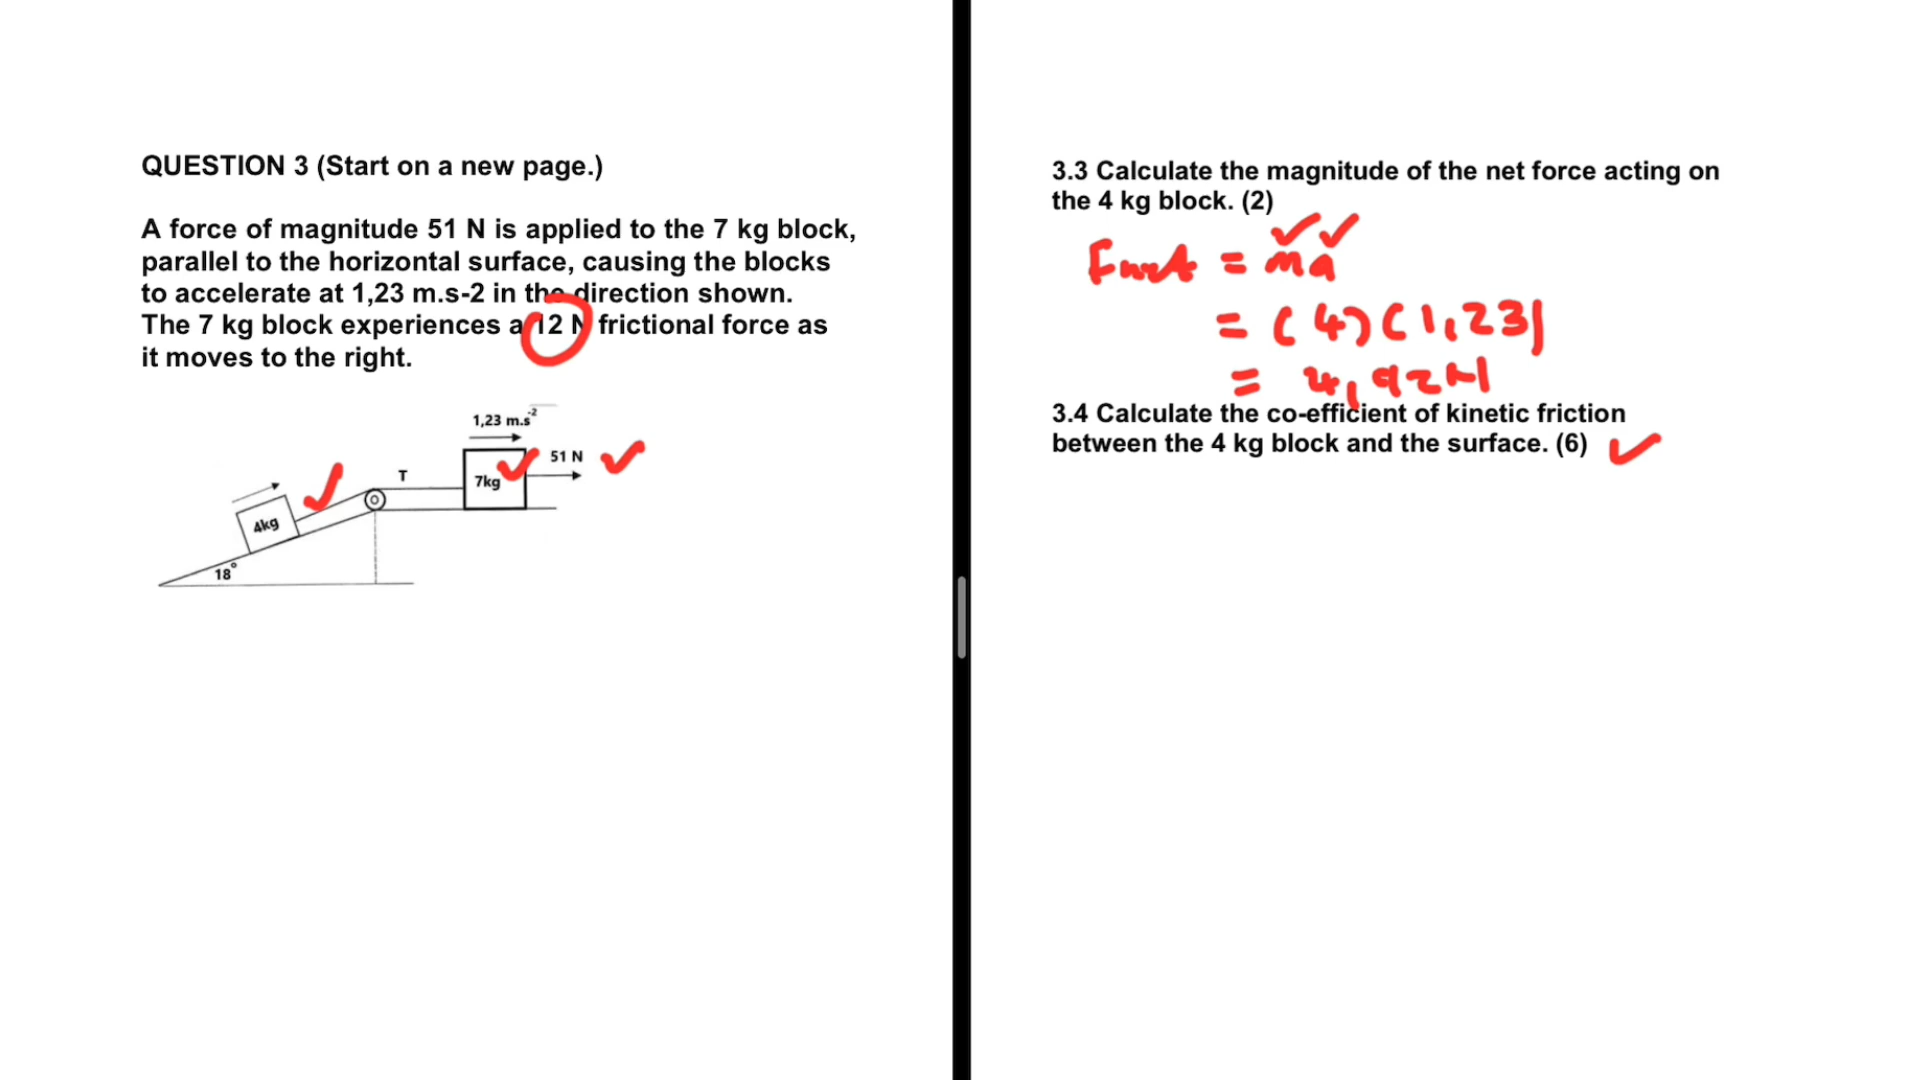 QUESTION 3 (Start on a new page.)
A force of magnitude 51 N is applied to the 7 kg block,
parallel to the horizontal surface, causing the blocks
to accelerate at 1,23 m.s-2 in the direction shown.
The 7 kg block experiences a 12 N frictional force as
it moves to the right.
1,23 m.s-2
51 N
T
7kg
4kg
18°
3.3 Calculate the magnitude of the net force acting on
the 4 kg block. (2)
Fnet = ma
= (4)(1,23)
= 4,92N
3.4 Calculate the co-efficient of kinetic friction
between the 4 kg block and the surface. (6)